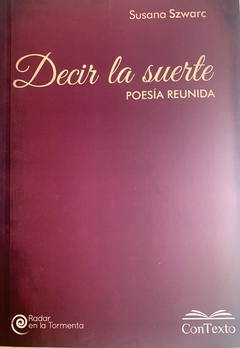 Susana Szwarc
Decir la suerte
POESÍA REUNIDA
Radar
en la Tormenta
ConTexto